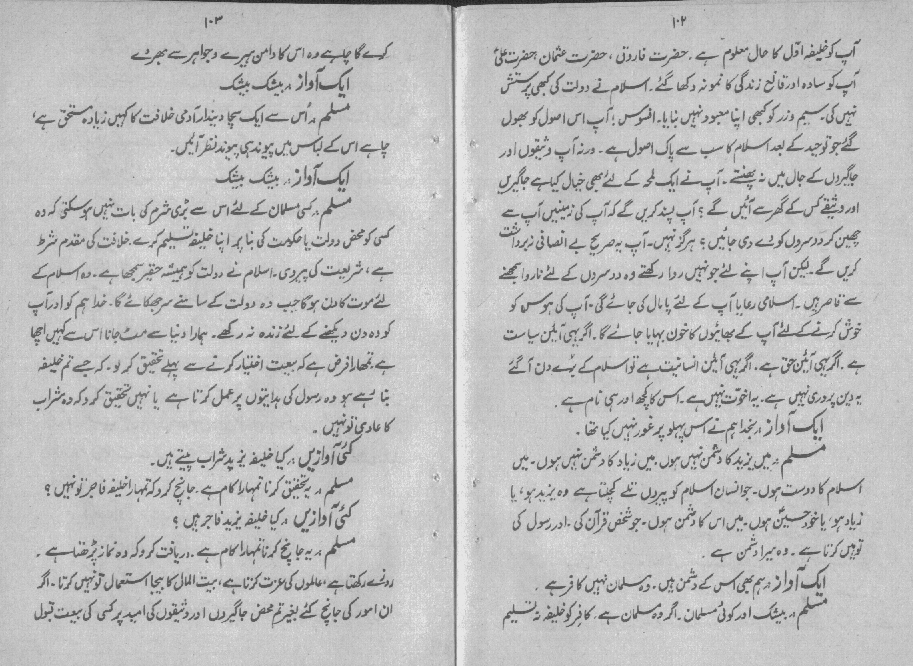 ۱۰۲
آپ کو خلیفہ اوّل کا حال معلوم ہے۔ حضرت فاروق، حضرت عثمان، حضرت علیؑ
آپ کو سادہ اور قانع زندگی کا نمونہ دکھا گئے۔ اسلام نے دولت کی کبھی پرستش
نہیں کی۔ سیم و زر کو کبھی اپنا معبود نہیں بنایا۔ افسوس! آپ اس اصول کو بھول
گئے جو توحید کے بعد اسلام کا سب سے پاک اصول ہے۔ ورنہ آپ وثیقوں اور
جاگیروں کے جال میں نہ پھنستے۔ آپ نے ایک لمحہ کے لئے بھی خیال کیا ہے جاگیریں
اور وثیقے کس کے گھر سے آئیں گے؟ آپ پسند کریں گے کہ آپ کی زمینیں آپ سے
چھین کر دوسروں کو دے دی جائیں؟ ہرگز نہیں۔ آپ یہ صریح بے انصافی نہ برداشت
کریں گے۔ لیکن آپ اپنے لئے جو نہیں روا رکھتے وہ دوسروں کے لئے ناروا سمجھنے
سے قاصر ہیں۔ اسلامی رعایا آپ کے لئے پامال کی جائے گی، آپ کی ہوس کو
خوش کرنے کے لئے آپ کے بھائیوں کا خون بہایا جائے گا۔ اگر یہی آئین سیاست
ہے۔ اگر یہی آئین حق ہے۔ اگر یہی آئین انسانیت ہے تو اسلام کے بُرے دن آ گئے
یہ دین پروری نہیں ہے۔ یہ اخوت نہیں ہے۔ اس کا کچھ اور ہی نام ہے۔
ایک آواز:۔ بخدا ہم نے اس پہلو پر غور نہیں کیا تھا۔
مسلم:۔ میں یزید کا دشمن نہیں ہوں، میں زیاد کا دشمن نہیں ہوں۔ میں
اسلام کا دوست ہوں۔ جو انسان اسلام کو پیروں تلے کچلتا ہے وہ یزید ہو، یا
زیاد ہو، یا خود حسینؑ ہوں۔ میں اس کا دشمن ہوں۔ جو شخص قرآن کی۔ اور رسول کی
توہین کرتا ہے۔ وہ میرا دشمن ہے۔
ایک آواز:۔ ہم بھی اس کے دشمن ہیں۔ وہ مسلمان نہیں کافر ہے۔
مسلم:۔ بیشک اور کوئی مسلمان۔ اگر وہ مسلمان ہے، کافر کو خلیفہ نہ تسلیم
۱۰۳
کرے گا چاہے وہ اس کا دامن ہیرے و جواہر سے بھر دے
ایک آواز:۔ بیشک بیشک
مسلم:۔ اُس سے ایک سچا دیندار آدمی خلافت کا کہیں زیادہ مستحق ہے،
چاہے اس کے لباس میں پیوند ہی پیوند نظر آئیں۔
ایک آواز:۔ بیشک بیشک
مسلم:۔ کسی مسلمان کے لئے اس سے بڑی شرم کی بات نہیں ہو سکتی کہ وہ
کسی کو محض دولت یا حکومت کی بنا پر اپنا خلیفہ تسلیم کرے۔ خلافت کی مقدم شرط
ہے، شریعت کی پیروی۔ اسلام نے دولت کو ہمیشہ حقیر سمجھا ہے۔ وہ اسلام کے
لئے موت کا دن ہو گا جب وہ دولت کے سامنے سر جھکائے گا۔ خدا ہم کو اور آپ
کو وہ دن دیکھنے کے لئے زندہ نہ رکھے۔ ہمارا دنیا سے مٹ جانا اس سے کہیں اچھا
ہے، تمھارا فرض ہے کہ بیعت اختیار کرنے سے پہلے تحقیق کر لو۔ کہ جسے تم خلیفہ
بنا رہے ہو وہ رسول کی ہدایتوں پر عمل کرتا ہے یا نہیں تحقیق کرو کہ وہ شراب
کا عادی تو نہیں۔
کئی آوازیں:۔ کیا خلیفہ یزید شراب پیتے ہیں۔
مسلم:۔ یہ تحقیق کرنا تمہارا کام ہے۔ جانچ کرو کہ تمہارا خلیفہ فاجر تو نہیں؟
کئی آوازیں:۔ کیا خلیفہ یزید فاجر ہیں؟
مسلم:۔ یہ جانچ کرنا تمہارا کام ہے۔ دریافت کرو کہ وہ نماز پڑھتا ہے۔
روزے رکھتا ہے، عالموں کی عزت کرتا ہے، بیت المال کا بیجا استعمال تو نہیں کرتا۔ اگر
ان امور کی جانچ کئے بغیر تم محض جاگیروں اور وثیقوں کی امید پر کسی کی بیعت قبول